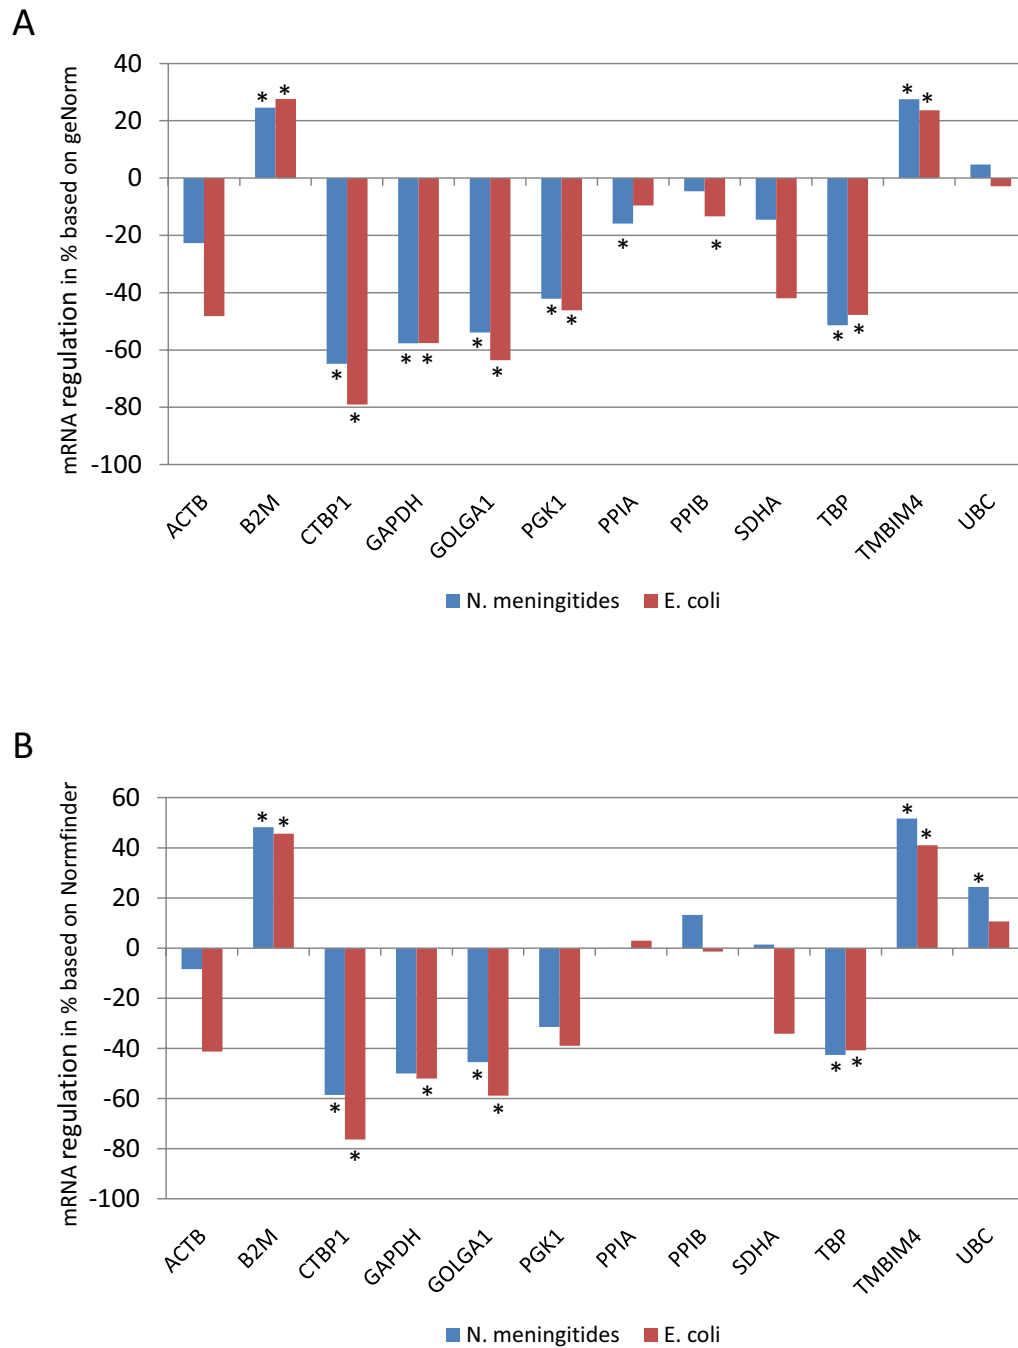 A
mRNA regulation in % based on geNorm
40
* * * *
20
0
-20
* *
-40
* * * *
* * * * *
-60
*
-80
*
-100
ACTB B2M CTBP1 GAPDH GOLGA1 PGK1 PPIA PPIB SDHA TBP TMBIM4 UBC
N. meningitides E. coli
B
mRNA regulation in % based on Normfinder
60
* * * *
40
20
*
0
-20
-40
* * * *
-60
* *
-80
*
-100
ACTB B2M CTBP1 GAPDH GOLGA1 PGK1 PPIA PPIB SDHA TBP TMBIM4 UBC
N. meningitides E. coli